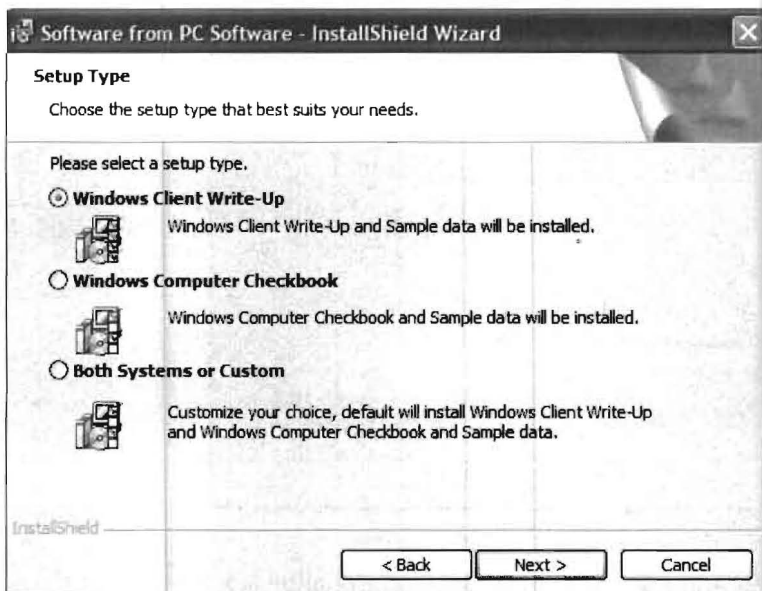 Software from PC Software - InstallShield Wizard
Setup Type
Choose the setup type that best suits your needs.
Please select a setup type.
Windows Client Write-Up
Windows Client Write-Up and Sample data will be installed.
Windows Computer Checkbook
Windows Computer Checkbook and Sample data will be installed.
Both Systems or Custom
Customize your choice, default will install Windows Client Write-Up
and Windows Computer Checkbook and Sample data.
InstallShield
< Back Next > Cancel